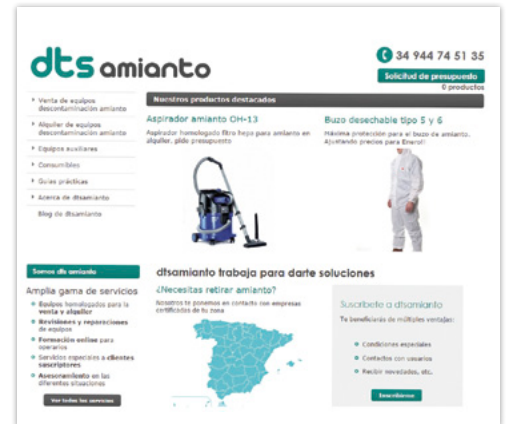 dts amianto
34 944 74 51 35
Solicitud de presupuesto
0 productos
Venta de equipos
descontaminación amianto
Alquiler de equipos
descontaminación amianto
Equipos auxiliares
Consumibles
Guías prácticas
Acerca de dtsamianto
Blog de dtsamianto
Nuestros productos destacados
Aspirador amianto OH-13
Aspirador homologado filtro hepa para amianto en
alquiler, pide presupuesto
Buzo desechable tipo 5 y 6
Máxima protección para el buzo de amianto.
Ajustando precios para Enero!!
Somos dts amianto
Amplia gama de servicios
Equipos homologados para la
venta y alquiler
Revisiones y reparaciones
de equipos
Formación online para
operarios
Servicios especiales a clientes
suscriptores
Asesoramiento en las
diferentes situaciones
Ver todos los servicios
dtsamianto trabaja para darte soluciones
¿Necesitas retirar amianto?
Nosotros te ponemos en contacto con empresas
certificadas de tu zona
Suscríbete a dtsamianto
Te beneficiarás de múltiples ventajas:
Condiciones especiales
Contactos con usuarios
Recibir novedades, etc.
Inscribirme